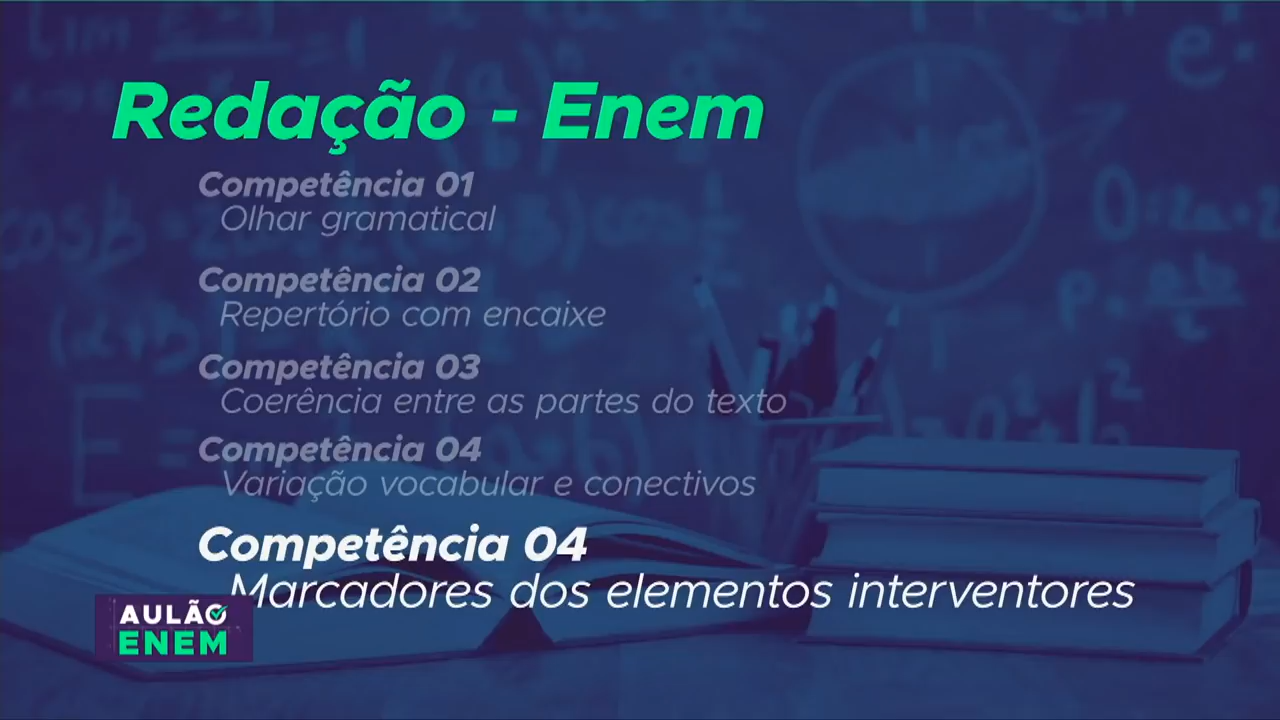 Redação - Enem
Competência 01
Olhar gramatical
Competência 02
Repertório com encaixe
Competência 03
Coerência entre as partes do texto
Competência 04
Variação vocabular e conectivos
Competência 04
Marcadores dos elementos interventores
AULÃO
ENEM